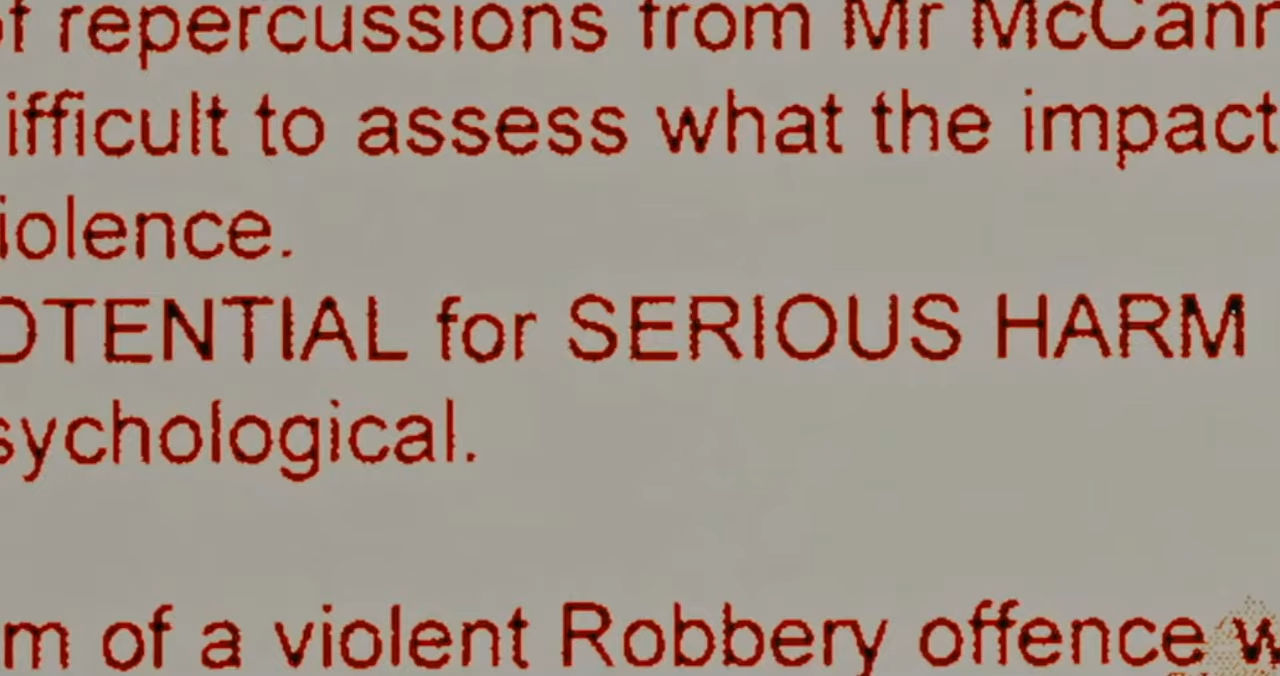 of repercussions from Mr McCann
ifficult to assess what the impact
iolence.
OTENTIAL for SERIOUS HARM
sychological.
m of a violent Robbery offence w